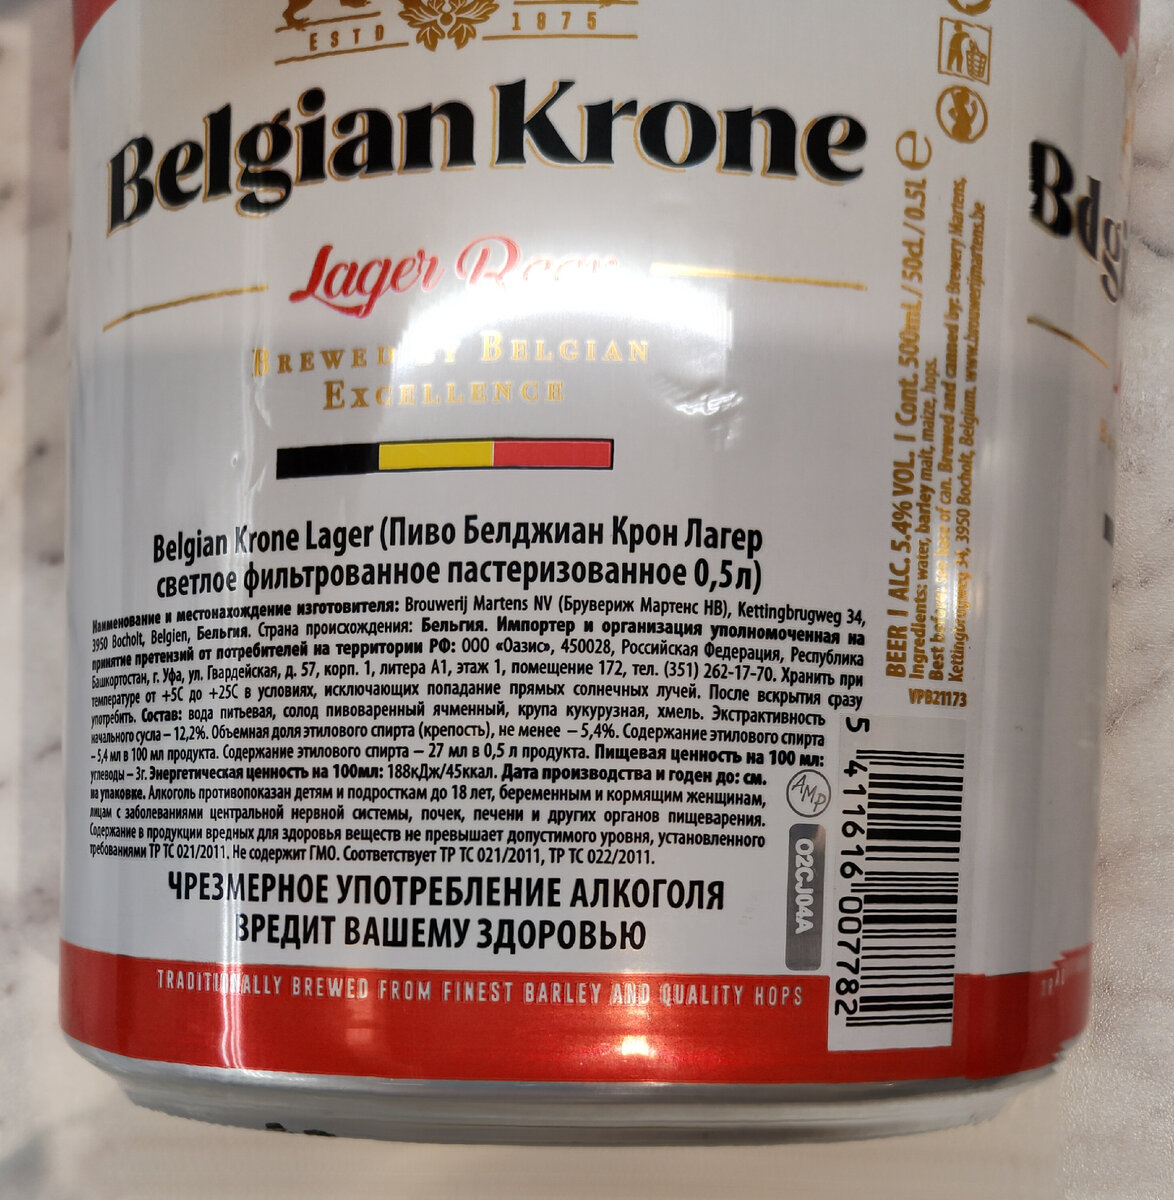 ESTD 1875
Belgian Krone
Lager Beer
BREWED BY BELGIAN
EXCELLENCE
Belgian Krone Lager (Пиво Белджиан Крон Лагер
светлое фильтрованное пастеризованное 0,5л)
Наименование и местонахождение изготовителя: Brouwerij Martens NV (Брувериж Мартенс НВ), Kettingbrugweg 34,
3950 Bocholt, Belgien, Бельгия. Страна происхождения: Бельгия. Импортер и организация уполномоченная на
принятие претензий от потребителей на территории РФ: ООО «Оазис», 450028, Российская Федерация, Республика
Башкортостан, г. Уфа, ул. Гвардейская, д. 57, корп. 1, литера А1, этаж 1, помещение 172, тел. (351) 262-17-70. Хранить при
температуре от +5С до +25С в условиях, исключающих попадание прямых солнечных лучей. После вскрытия сразу
употребить. Состав: вода питьевая, солод пивоваренный ячменный, крупа кукурузная, хмель. Экстрактивность
начального сусла – 12,2%. Объемная доля этилового спирта (крепость), не менее – 5,4%. Содержание этилового спирта
– 5,4 мл в 100 мл продукта. Содержание этилового спирта – 27 мл в 0,5 л продукта. Пищевая ценность на 100 мл:
углеводы – 3г. Энергетическая ценность на 100мл: 188кДж/45ккал. Дата производства и годен до: см.
на упаковке. Алкоголь противопоказан детям и подросткам до 18 лет, беременным и кормящим женщинам,
лицам с заболеваниями центральной нервной системы, почек, печени и других органов пищеварения.
Содержание в продукции вредных для здоровья веществ не превышает допустимого уровня, установленного
требованиями ТР ТС 021/2011. Не содержит ГМО. Соответствует ТР ТС 021/2011, ТР ТС 022/2011.
ЧРЕЗМЕРНОЕ УПОТРЕБЛЕНИЕ АЛКОГОЛЯ
ВРЕДИТ ВАШЕМУ ЗДОРОВЬЮ
TRADITIONALLY BREWED FROM FINEST BARLEY AND QUALITY HOPS
BEER | ALC. 5.4% VOL. | Cont. 500mL / 50cl. / 0.5L e
Ingredients: water, barley malt, maize, hops.
Best before: see base of can. Brewed and canned by: Brewery Martens,
Kettingbrugweg 34, 3950 Bocholt, Belgium. www.brouwerijmartens.be
VPB21173
AMP
02CJ04A
5 411616 007782